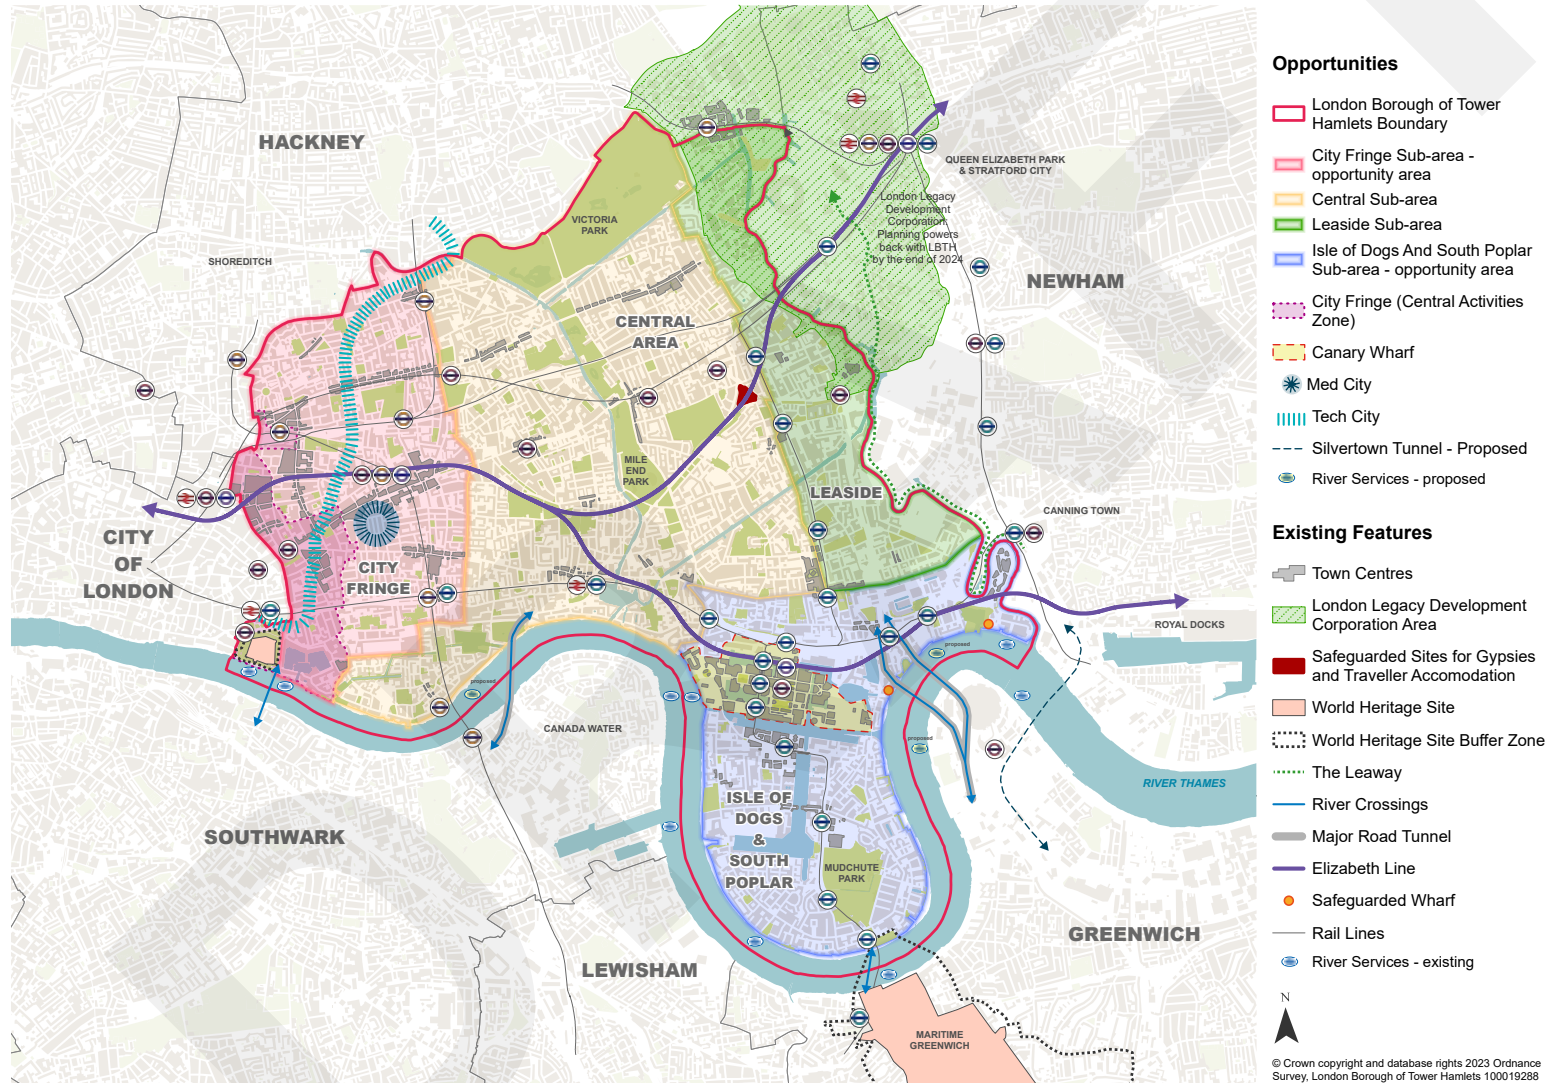 HACKNEY
SHOREDITCH
VICTORIA
PARK
QUEEN ELIZABETH PARK
& STRATFORD CITY
London Legacy
Development
Corporation.
Planning powers
back with LBTH
by the end of 2024
NEWHAM
CENTRAL
AREA
MILE
END
PARK
LEASIDE
CANNING TOWN
CITY
OF
LONDON
CITY
FRINGE
ROYAL DOCKS
proposed
proposed
proposed
CANADA WATER
RIVER THAMES
ISLE OF
DOGS
&
SOUTH
POPLAR
MUDCHUTE
PARK
SOUTHWARK
LEWISHAM
GREENWICH
MARITIME
GREENWICH
Opportunities
London Borough of Tower
Hamlets Boundary
City Fringe Sub-area -
opportunity area
Central Sub-area
Leaside Sub-area
Isle of Dogs And South Poplar
Sub-area - opportunity area
City Fringe (Central Activities
Zone)
Canary Wharf
Med City
Tech City
Silvertown Tunnel - Proposed
River Services - proposed
Existing Features
Town Centres
London Legacy Development
Corporation Area
Safeguarded Sites for Gypsies
and Traveller Accomodation
World Heritage Site
World Heritage Site Buffer Zone
The Leaway
River Crossings
Major Road Tunnel
Elizabeth Line
Safeguarded Wharf
Rail Lines
River Services - existing
N
© Crown copyright and database rights 2023 Ordnance
Survey, London Borough of Tower Hamlets 100019288